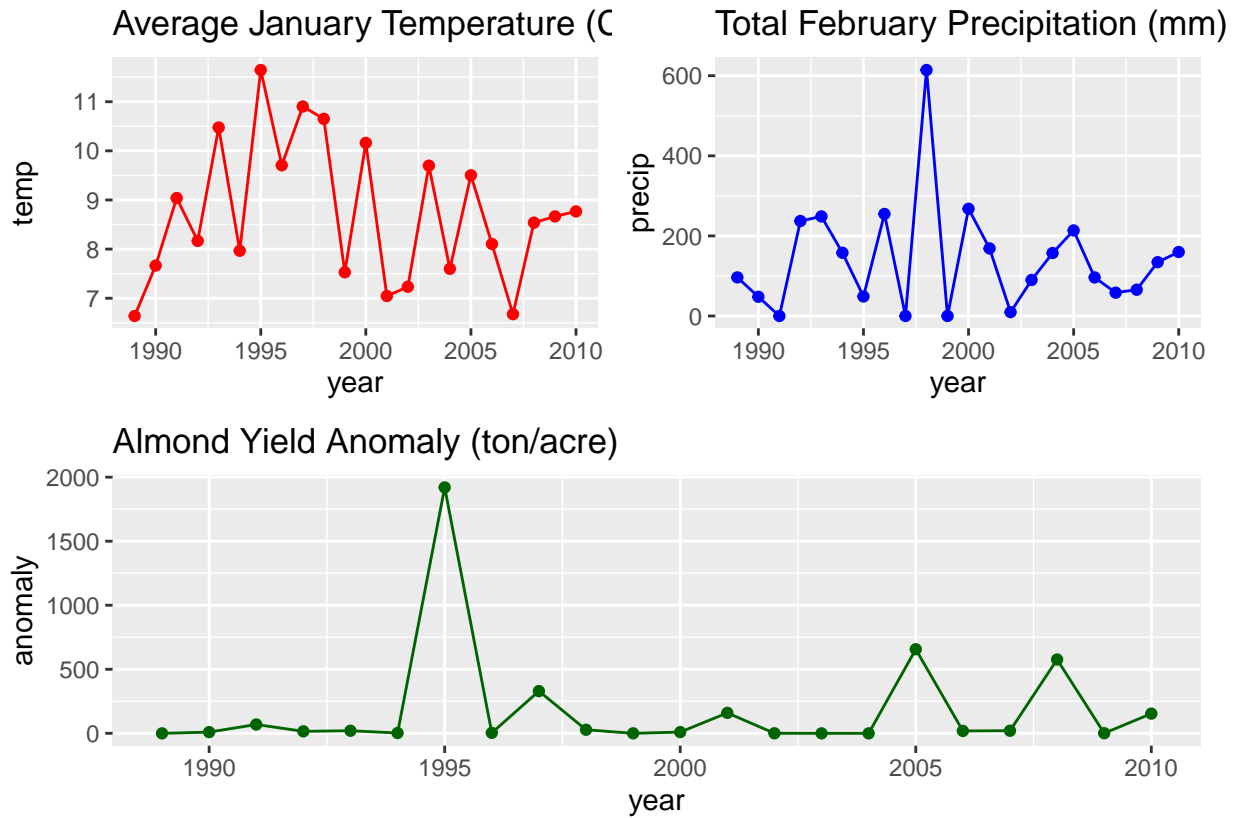 Average January Temperature (C
temp
11
10
9
8
7
1990 1995 2000 2005 2010
year
Total February Precipitation (mm)
precip
600
400
200
0
1990 1995 2000 2005 2010
year
Almond Yield Anomaly (ton/acre)
anomaly
2000
1500
1000
500
0
1990 1995 2000 2005 2010
year